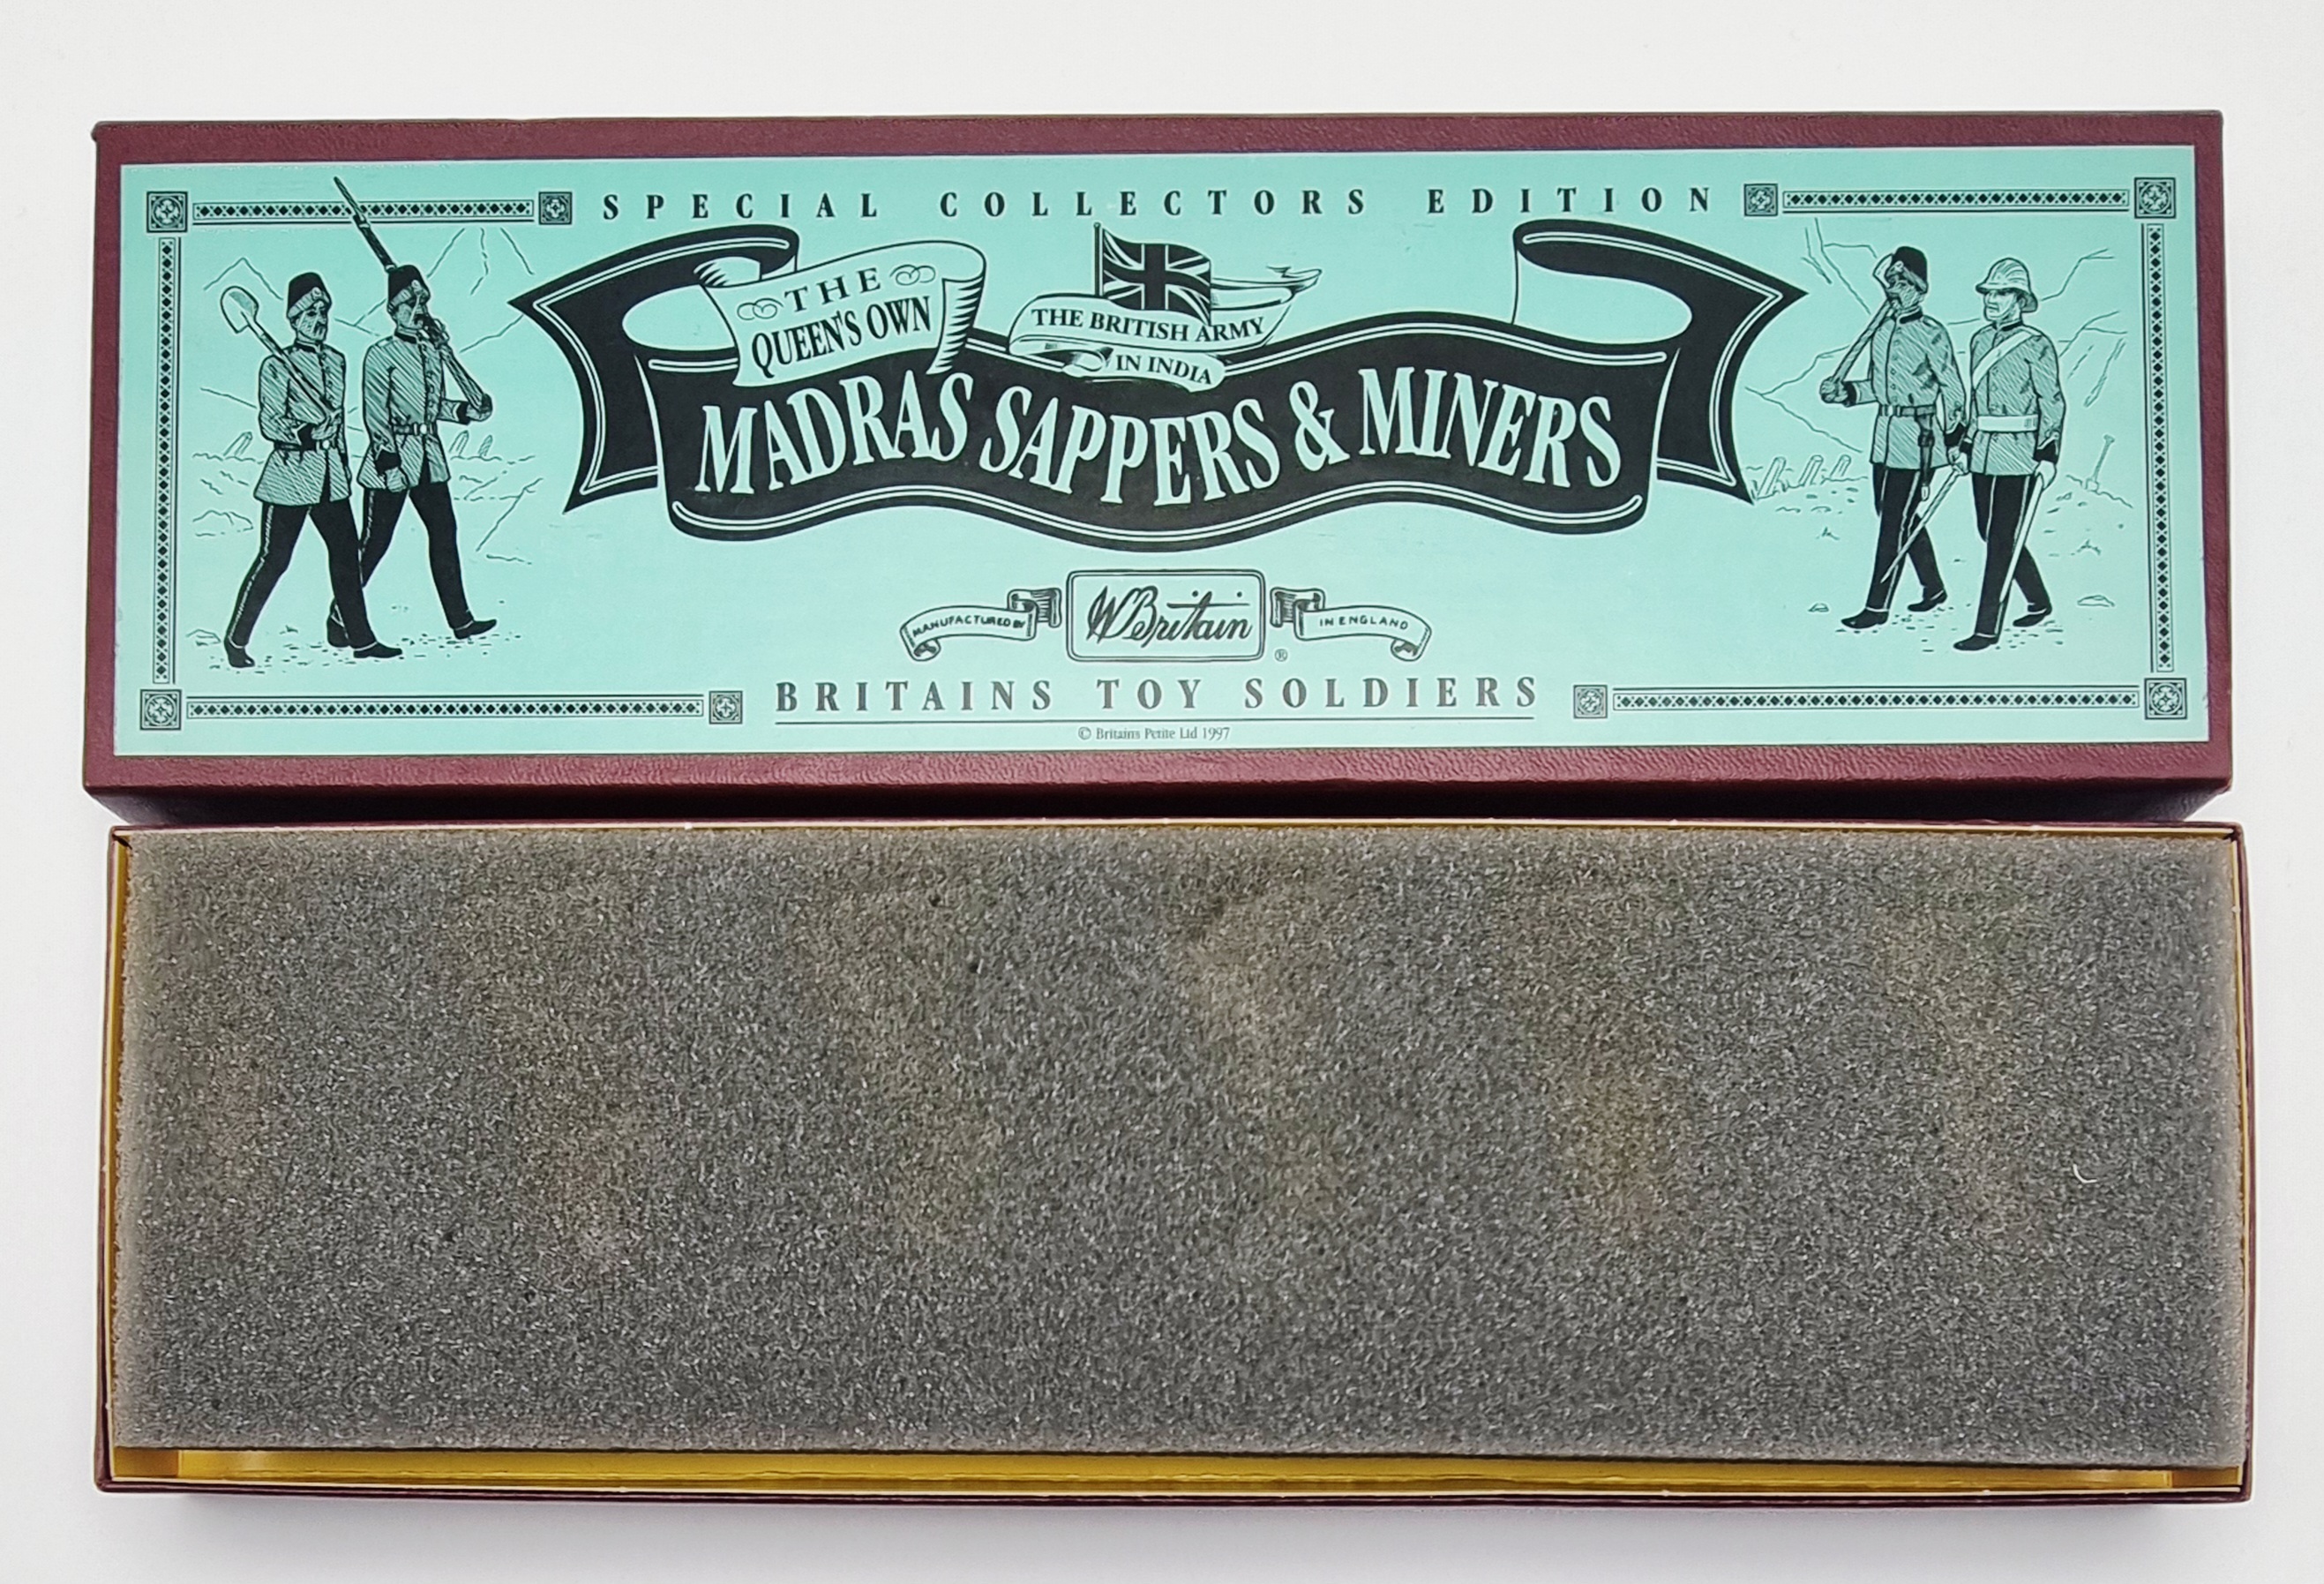 SPECIAL COLLECTORS EDITION
THE
QUEEN'S OWN
THE BRITISH ARMY
IN INDIA
MADRAS SAPPERS & MINERS
MANUFACTURED BY
W Britain ®
IN ENGLAND
BRITAINS TOY SOLDIERS
© Britains Petite Ltd 1997